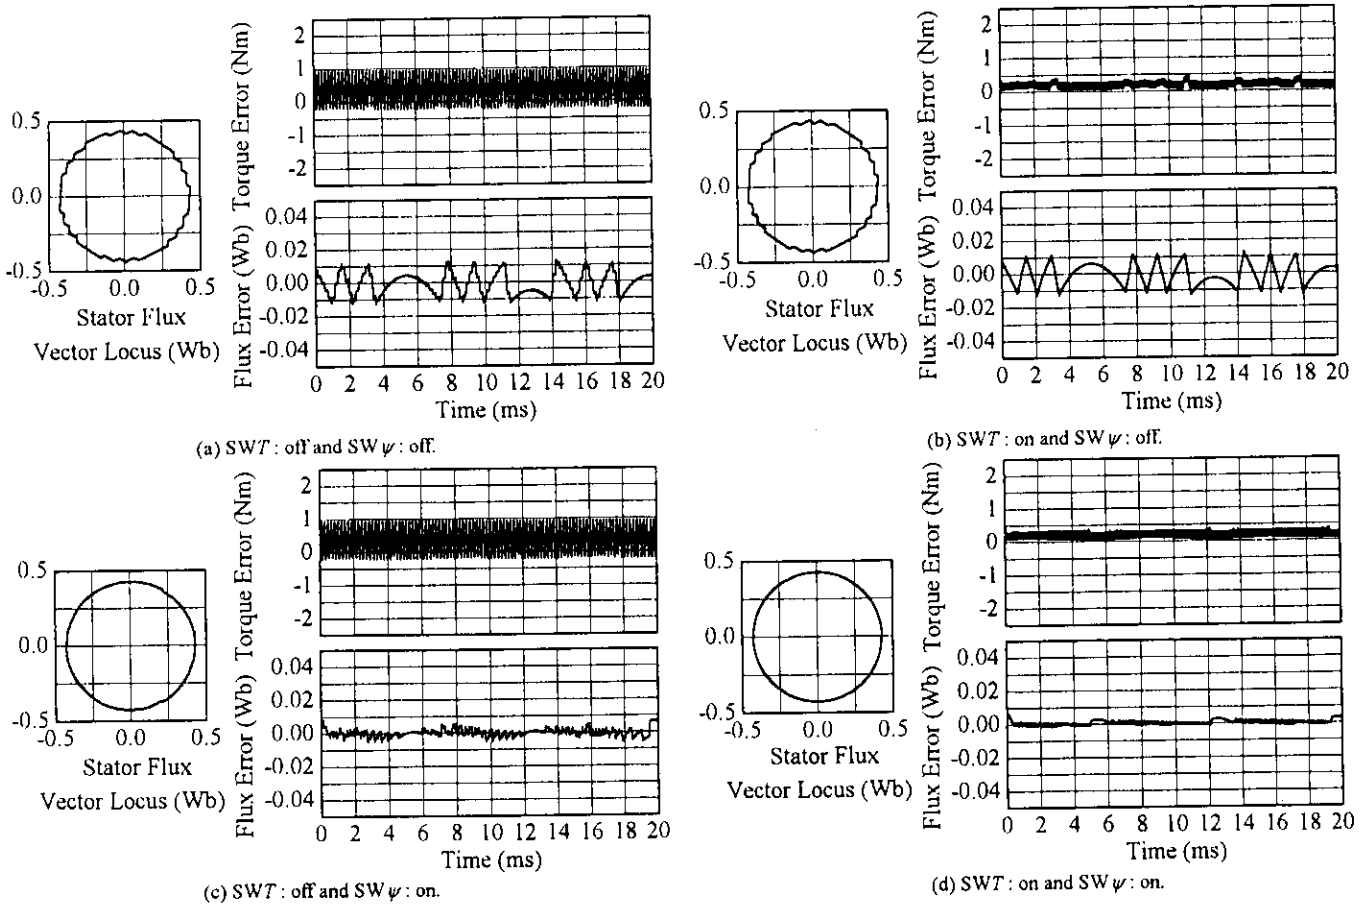 Torque Error (Nm)
2
1
0
-1
-2
0.5
0.0
-0.5
-0.5 0.0 0.5
Stator Flux
Vector Locus (Wb)
Flux Error (Wb)
0.04
0.02
0.00
-0.02
-0.04
0 2 4 6 8 10 12 14 16 18 20
Time (ms)
(a) SWT : off and SW ψ : off.
Torque Error (Nm)
2
1
0
-1
-2
0.5
0.0
-0.5
-0.5 0.0 0.5
Stator Flux
Vector Locus (Wb)
Flux Error (Wb)
0.04
0.02
0.00
-0.02
-0.04
0 2 4 6 8 10 12 14 16 18 20
Time (ms)
(b) SWT : on and SW ψ : off.
Torque Error (Nm)
2
1
0
-1
-2
0.5
0.0
-0.5
-0.5 0.0 0.5
Stator Flux
Vector Locus (Wb)
Flux Error (Wb)
0.04
0.02
0.00
-0.02
-0.04
0 2 4 6 8 10 12 14 16 18 20
Time (ms)
(c) SWT : off and SW ψ : on.
Torque Error (Nm)
2
1
0
-1
-2
0.5
0.0
-0.5
-0.5 0.0 0.5
Stator Flux
Vector Locus (Wb)
Flux Error (Wb)
0.04
0.02
0.00
-0.02
-0.04
0 2 4 6 8 10 12 14 16 18 20
Time (ms)
(d) SWT : on and SW ψ : on.